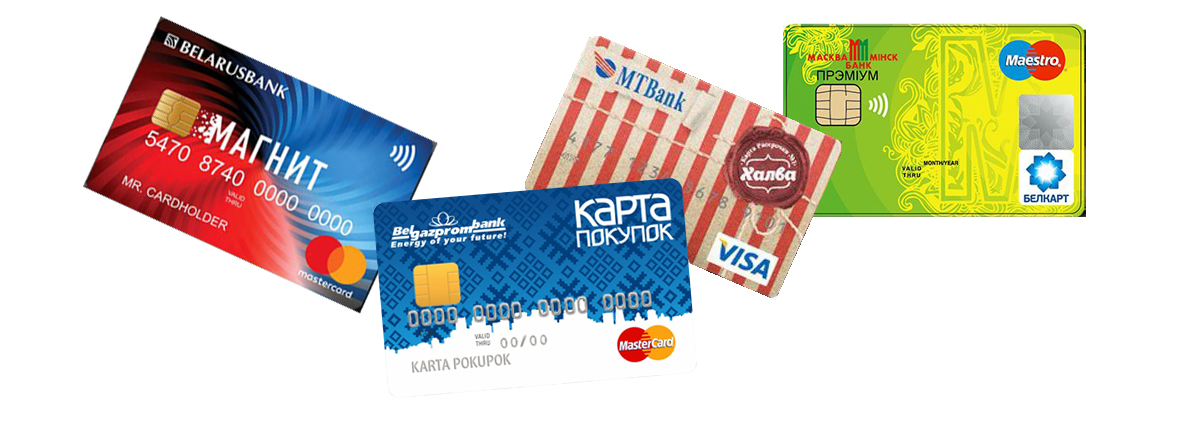 BELARUSBANK
МАГНИТ
5470 8740 0000 0000
VALID
THRU
MR. CARDHOLDER
mastercard
Belgazprombank
Energy of your future!
КАРТА
ПОКУПОК
0000 0000 0000 0000
VALID
THRU
00/00
KARTA POKUPOK
MasterCard
MTBank
Карта Рассрочки
Халва
VISA
МАСКВА МІНСК
БАНК
ПРЭМІУМ
Maestro
MONTH/YEAR
VALID
THRU
БЕЛКАРТ